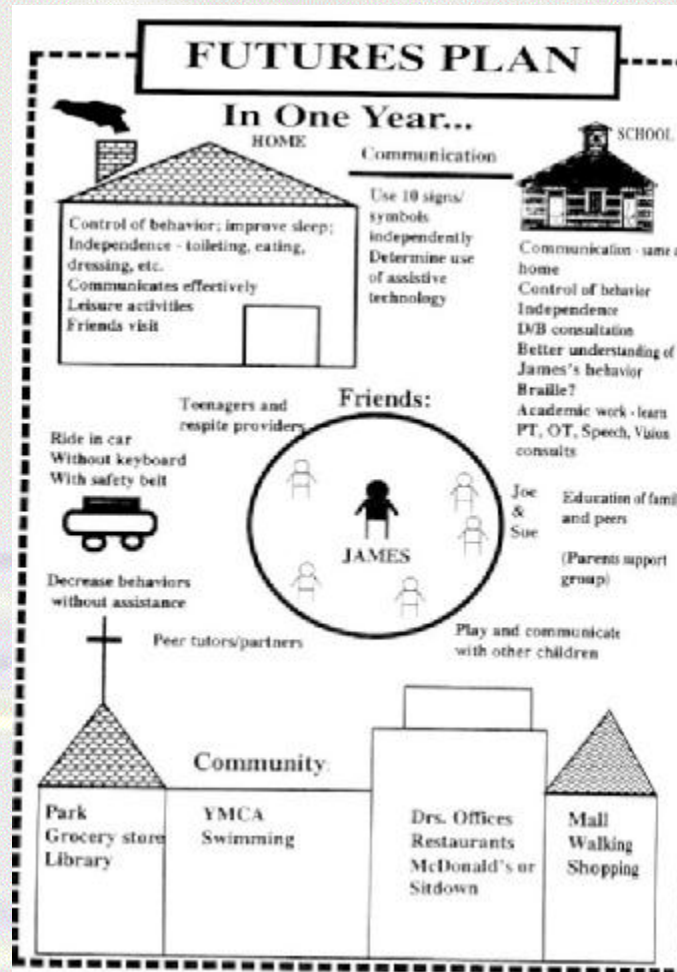 FUTURES PLAN
In One Year...
HOME
Control of behavior; improve sleep;
Independence - toileting, eating,
dressing, etc.
Communicates effectively
Leisure activities
Friends visit
Communication
Use 10 signs/
symbols
independently
Determine use
of assistive
technology
SCHOOL
Communication - same a
home
Control of behavior
Independence
D/B consultation
Better understanding of
James's behavior
Braille?
Academic work - learn
PT, OT, Speech, Vision
consults
Friends:
Teenagers and
respite providers
Ride in car
Without keyboard
With safety belt
JAMES
Joe
&
Sue
Education of famil
and peers
(Parents support
group)
Decrease behaviors
without assistance
Peer tutors/partners
Play and communicate
with other children
Community:
Park
Grocery store
Library
YMCA
Swimming
Drs. Offices
Restaurants
McDonald's or
Sitdown
Mall
Walking
Shopping